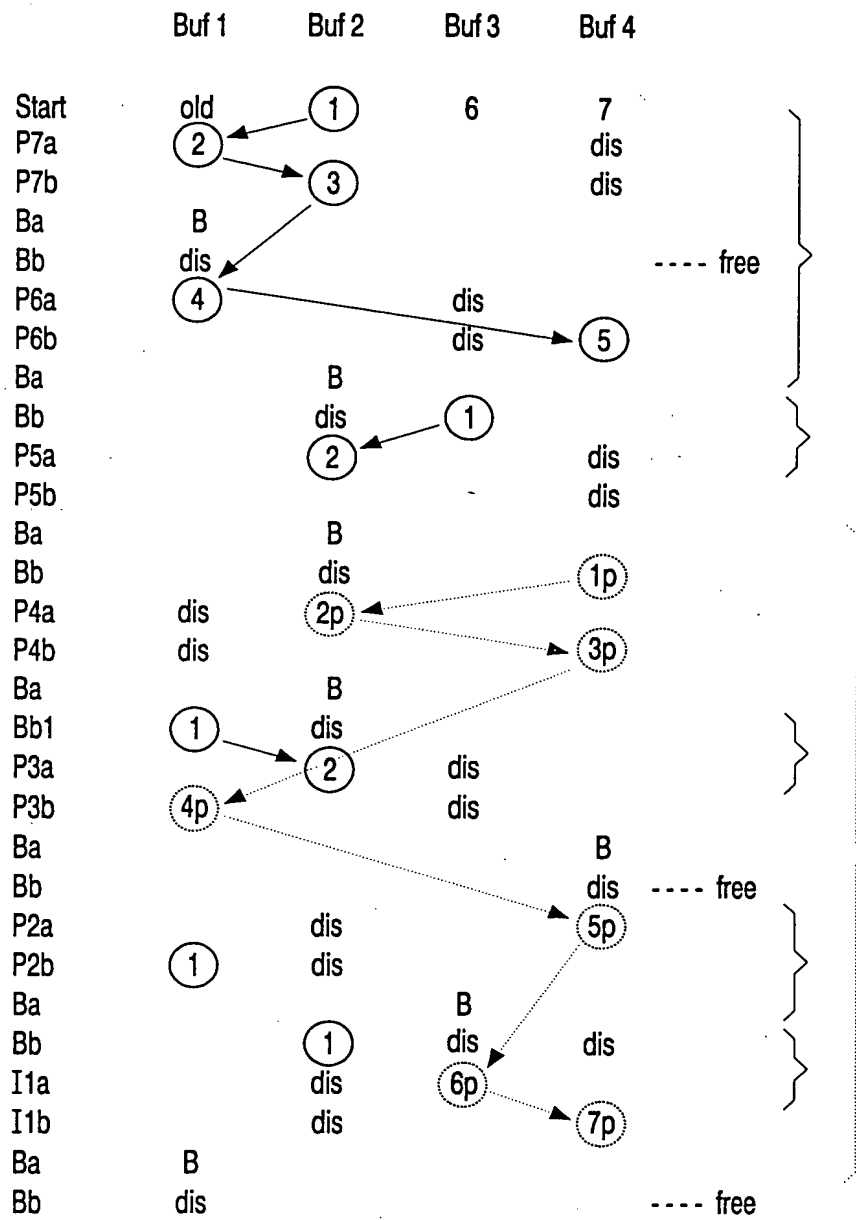 Buf 1 Buf 2 Buf 3 Buf 4
Start old 1 6 7
P7a 2 dis
P7b 3 dis
Ba B
Bb dis ---- free
P6a 4 dis
P6b dis 5
Ba B
Bb dis 1
P5a 2 dis
P5b dis
Ba B
Bb dis 1p
P4a dis 2p
P4b dis 3p
Ba B
Bb1 1 dis
P3a 2 dis
P3b 4p dis
Ba B
Bb dis ---- free
P2a dis 5p
P2b 1 dis
Ba B
Bb 1 dis dis
I1a dis 6p
I1b dis 7p
Ba B
Bb dis ---- free